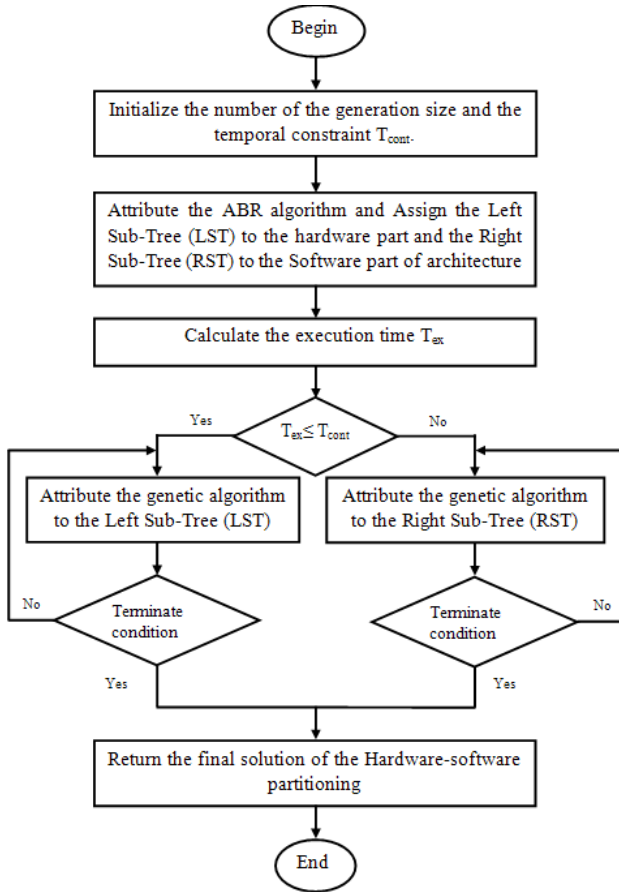 Begin
Initialize the number of the generation size and the
temporal constraint Tcont.
Attribute the ABR algorithm and Assign the Left
Sub-Tree (LST) to the hardware part and the Right
Sub-Tree (RST) to the Software part of architecture
Calculate the execution time Tex
Yes
Tex≤ Tcont
No
Attribute the genetic algorithm
to the Left Sub-Tree (LST)
Attribute the genetic algorithm
to the Right Sub-Tree (RST)
No
Terminate
condition
Terminate
condition
No
Yes
Yes
Return the final solution of the Hardware-software
partitioning
End